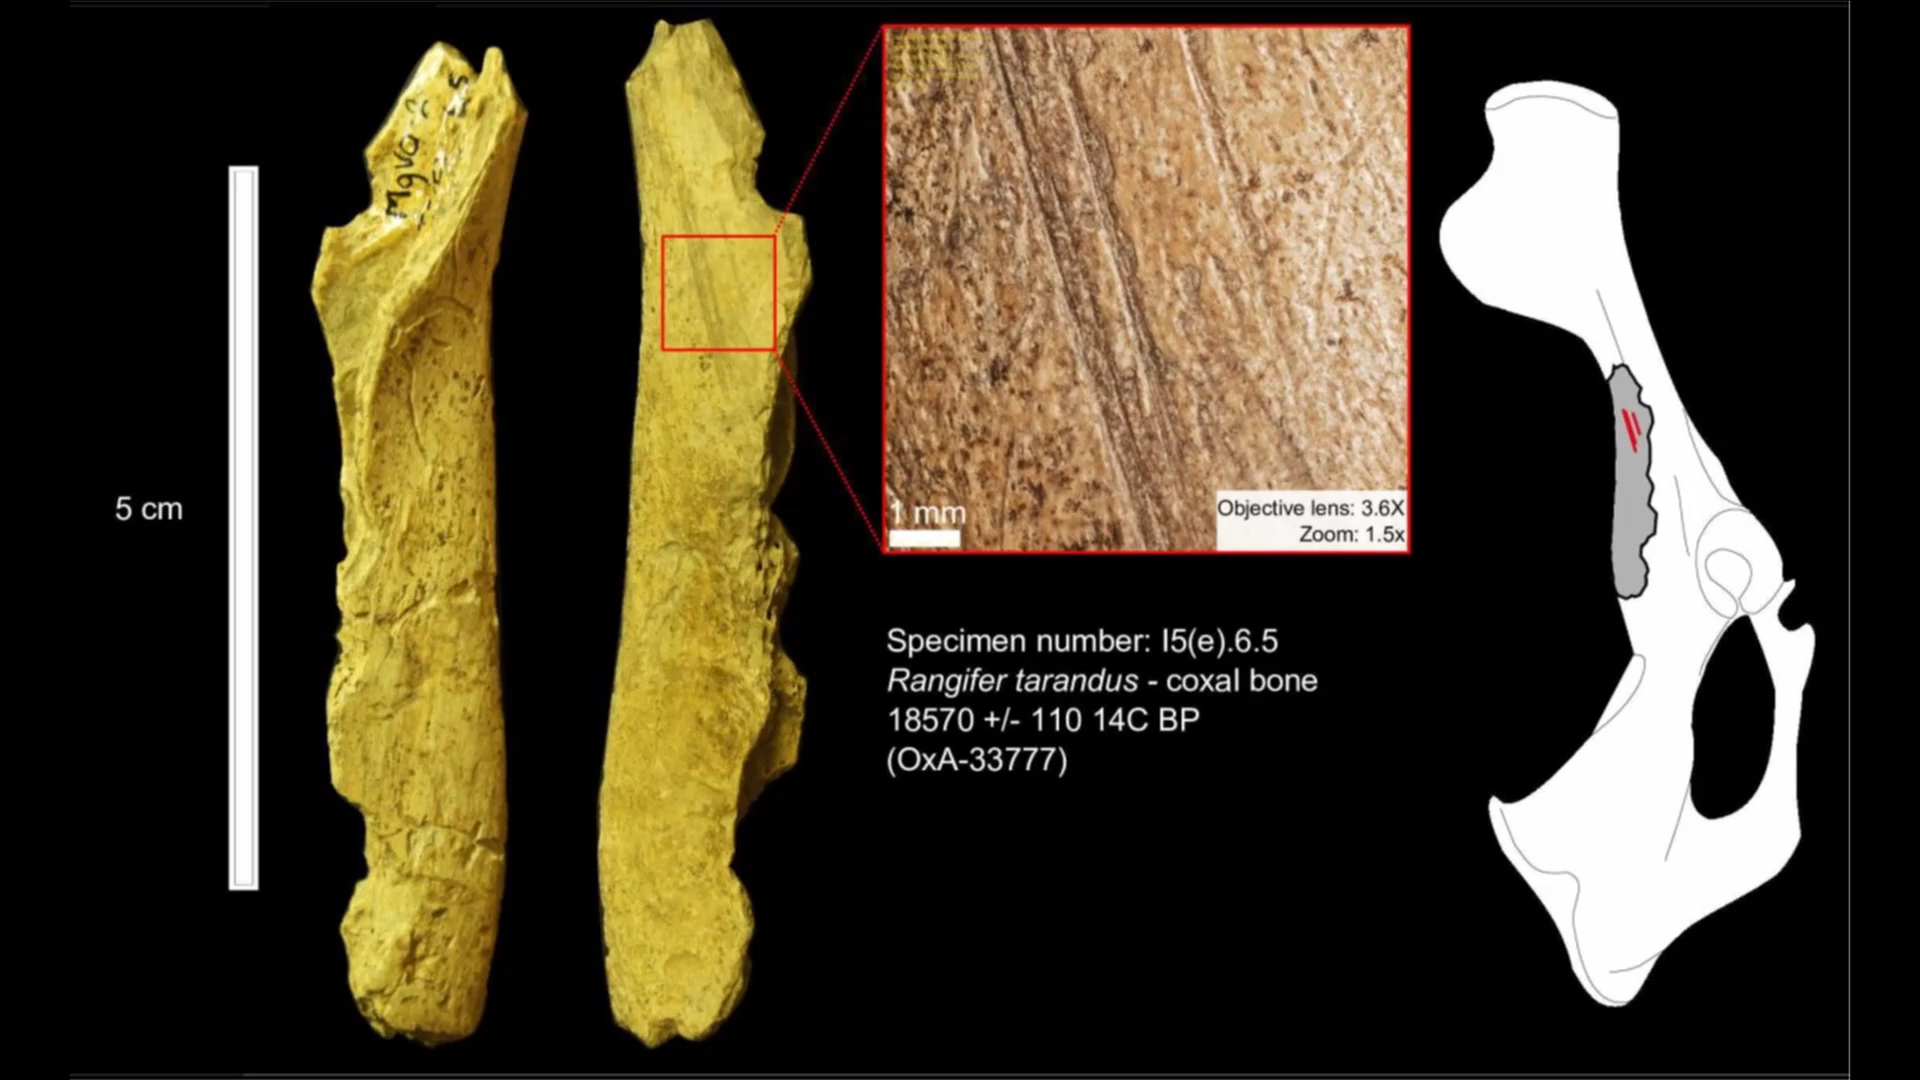 Mgva
5 cm
1 mm
Objective lens: 3.6X
Zoom: 1.5x
Specimen number: I5(e).6.5
Rangifer tarandus - coxal bone
18570 +/- 110 14C BP
(OxA-33777)